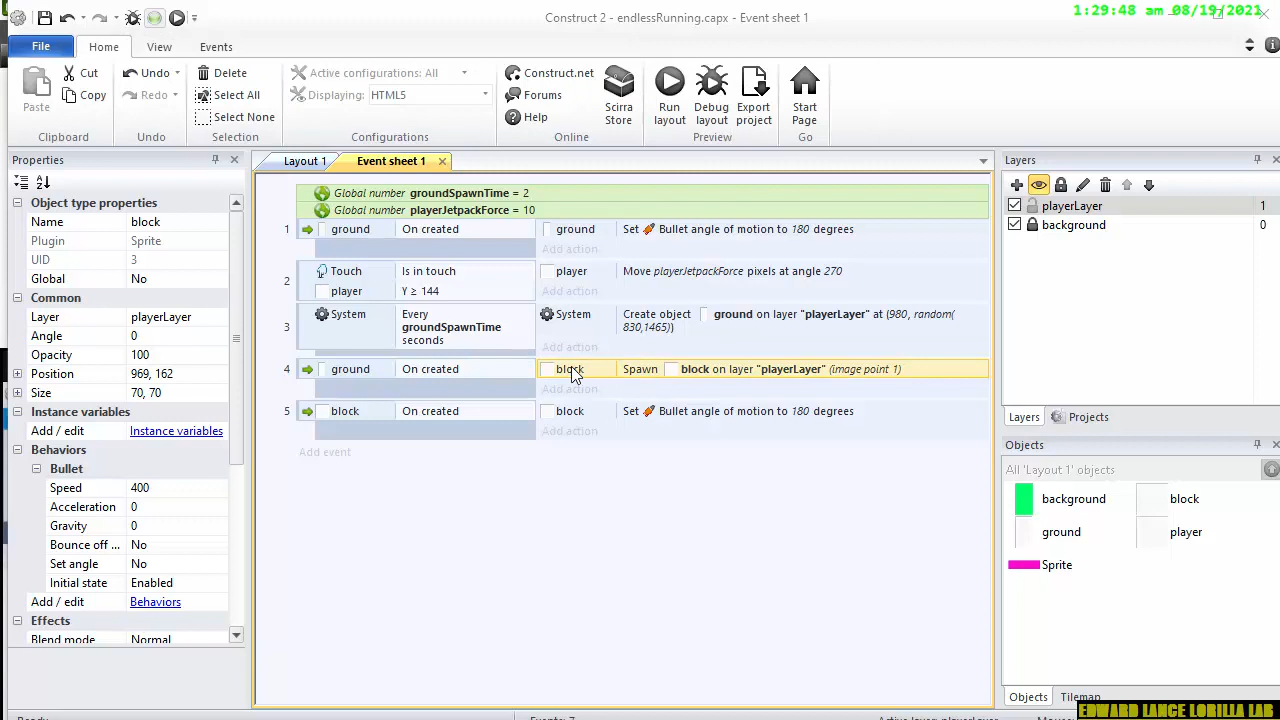 Construct 2 - endlessRunning.capx - Event sheet 1
1:29:48 am 08/19/2021
File
Home
View
Events
Paste
Cut
Copy
Clipboard
Undo
Redo
Undo
Delete
Select All
Select None
Selection
Active configurations: All
Displaying: HTML5
Configurations
Construct.net
Forums
Help
Scirra Store
Online
Run layout
Debug layout
Export project
Preview
Start Page
Go
Properties
Object type properties
Name block
Plugin Sprite
UID 3
Global No
Common
Layer playerLayer
Angle 0
Opacity 100
Position 969, 162
Size 70, 70
Instance variables
Add / edit Instance variables
Behaviors
Bullet
Speed 400
Acceleration 0
Gravity 0
Bounce off ... No
Set angle No
Initial state Enabled
Add / edit Behaviors
Effects
Blend mode Normal
Layout 1
Event sheet 1
Global number groundSpawnTime = 2
Global number playerJetpackForce = 10
1 ground On created ground Set Bullet angle of motion to 180 degrees
Add action
2 Touch Is in touch player Move playerJetpackForce pixels at angle 270
player Y ≥ 144 Add action
3 System Every groundSpawnTime seconds System Create object ground on layer "playerLayer" at (980, random(
830,1465))
Add action
4 ground On created block Spawn block on layer "playerLayer" (image point 1)
Add action
5 block On created block Set Bullet angle of motion to 180 degrees
Add action
Add event
Layers
playerLayer 1
background 0
Layers
Projects
Objects
All 'Layout 1' objects
background
block
ground
player
Sprite
Objects
Tilemap
EDWARD LANCE LORILLA LAB